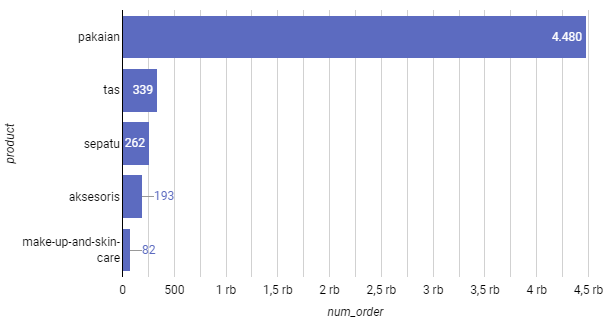 pakaian
4.480
tas
339
sepatu
262
aksesoris
193
make-up-and-skin-
care
82
product
0
500
1 rb
1,5 rb
2 rb
2,5 rb
3 rb
3,5 rb
4 rb
4,5 rb
num_order